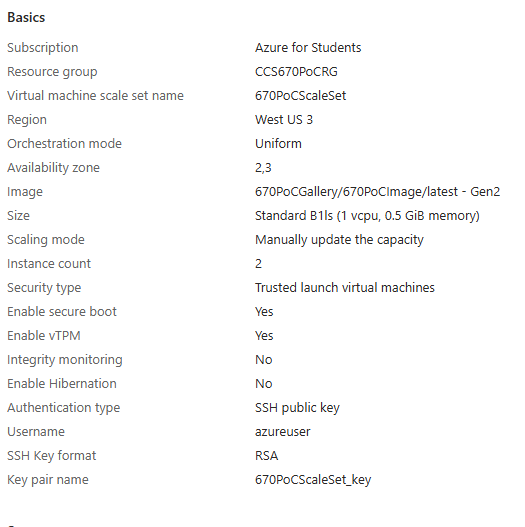 Basics
Subscription Azure for Students
Resource group CCS670PoCRG
Virtual machine scale set name 670PoCScaleSet
Region West US 3
Orchestration mode Uniform
Availability zone 2,3
Image 670PoCGallery/670PoCImage/latest - Gen2
Size Standard B1ls (1 vcpu, 0.5 GiB memory)
Scaling mode Manually update the capacity
Instance count 2
Security type Trusted launch virtual machines
Enable secure boot Yes
Enable vTPM Yes
Integrity monitoring No
Enable Hibernation No
Authentication type SSH public key
Username azureuser
SSH Key format RSA
Key pair name 670PoCScaleSet_key